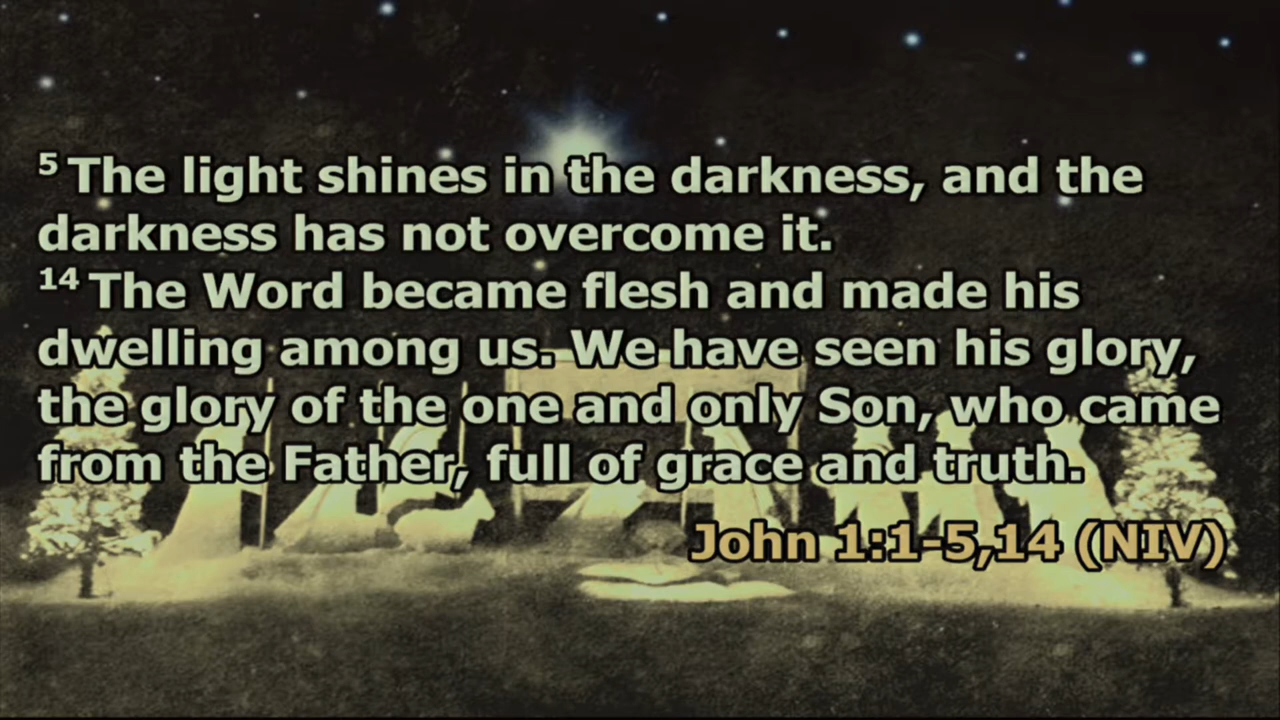 5 The light shines in the darkness, and the
darkness has not overcome it.
14 The Word became flesh and made his
dwelling among us. We have seen his glory,
the glory of the one and only Son, who came
from the Father, full of grace and truth.
John 1:1-5,14 (NIV)